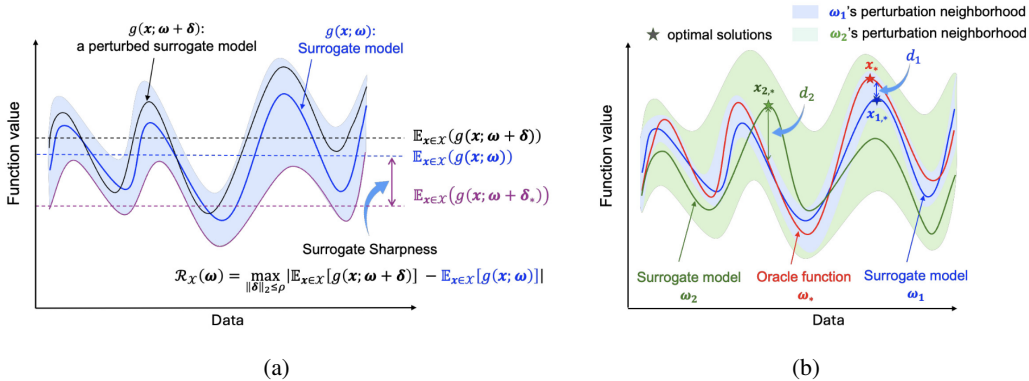 g(x; ω + δ):
a perturbed surrogate model
g(x; ω):
Surrogate model
Function value
𝔼ₓ∈𝒳(g(x; ω + δ))
𝔼ₓ∈𝒳(g(x; ω))
𝔼ₓ∈𝒳(g(x; ω + δ*))
Surrogate Sharpness
ℛ_𝒳(ω) = max_{‖δ‖₂≤ρ} |𝔼ₓ∈𝒳[g(x; ω + δ)] − 𝔼ₓ∈𝒳[g(x; ω)]|
Data
(a)
ω₁'s perturbation neighborhood
★ optimal solutions
ω₂'s perturbation neighborhood
Function value
x*
d₁
x₂,*
d₂
x₁,*
Surrogate model
ω₂
Oracle function
ω*
Surrogate model
ω₁
Data
(b)